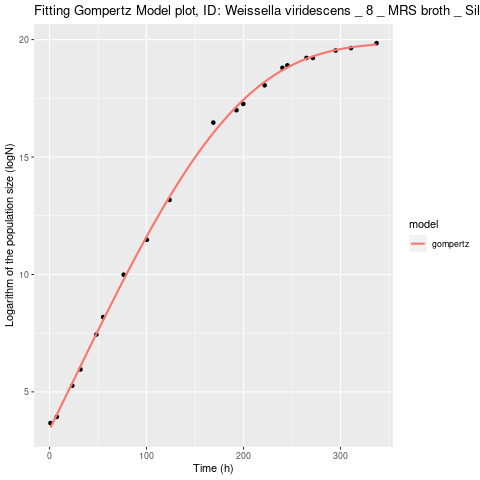 Fitting Gompertz Model plot, ID: Weissella viridescens _ 8 _ MRS broth _ Sil
20
15
10
5
Logarithm of the population size (logN)
0
100
200
300
Time (h)
model
gompertz